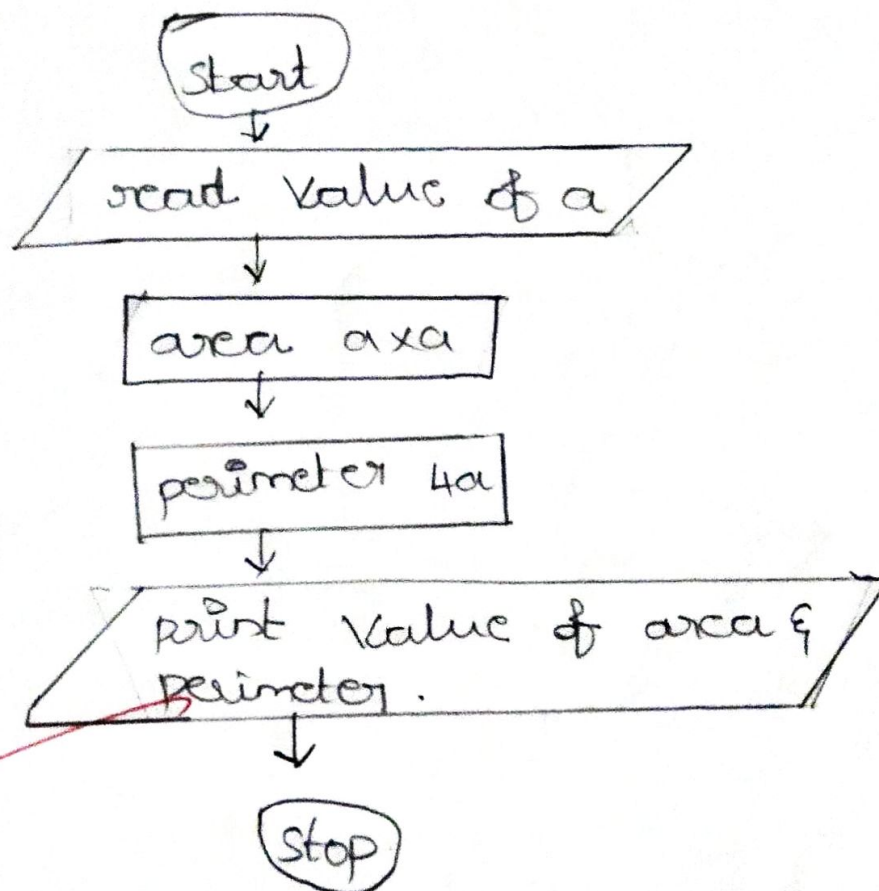 Start
read value of a
area axa
perimeter 4a
print value of area &
perimeter.
Stop